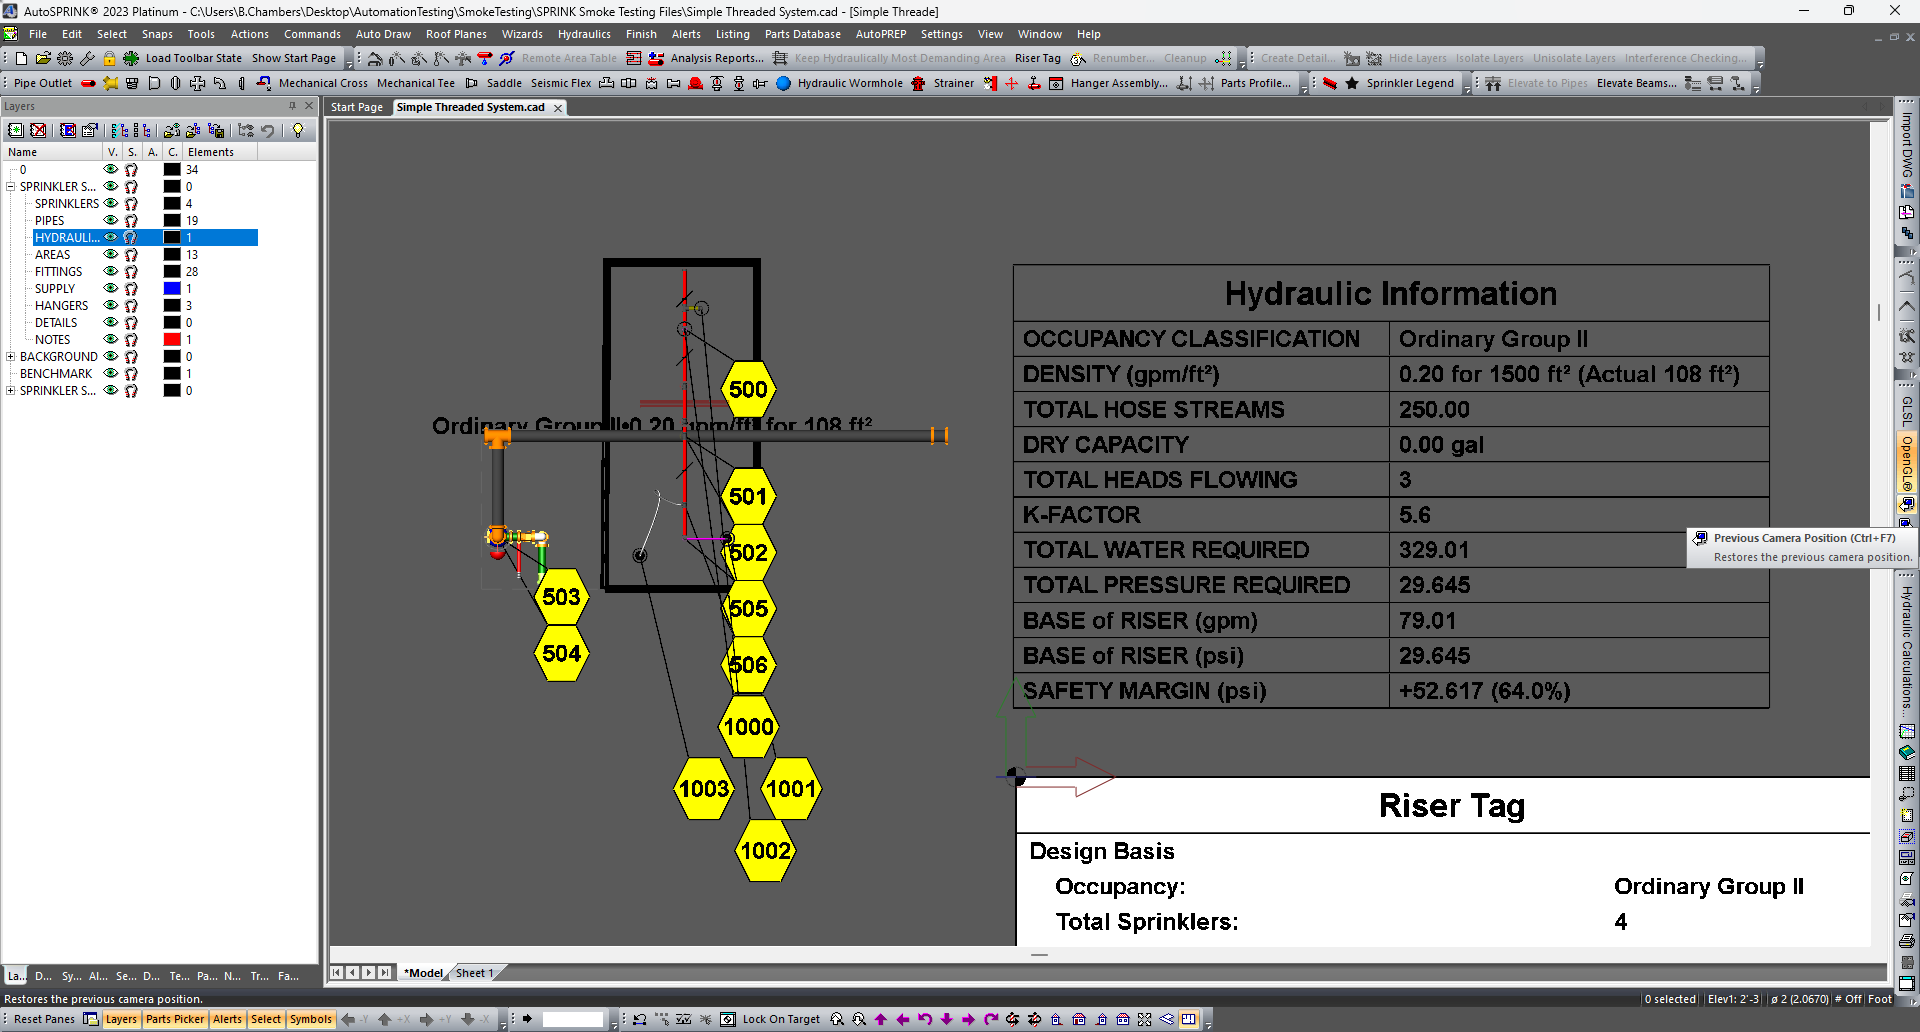 AutoSPRINK® 2023 Platinum - C:\Users\B.Chambers\Desktop\AutomationTesting\SmokeTesting\SPRINK Smoke Testing Files\Simple Threaded System.cad - [Simple Threade]
File Edit Select Snaps Tools Actions Commands Auto Draw Roof Planes Wizards Hydraulics Finish Alerts Listing Parts Database AutoPREP Settings View Window Help
Load Toolbar State Show Start Page Remote Area Table Analysis Reports... Keep Hydraulically Most Demanding Area Riser Tag Renumber... Cleanup Create Detail... Hide Layers Isolate Layers Unisolate Layers Interference Checking...
Pipe Outlet Mechanical Cross Mechanical Tee Saddle Seismic Flex Hydraulic Wormhole Strainer Hanger Assembly... Parts Profile... Sprinkler Legend Elevate to Pipes Elevate Beams...
Layers
Start Page Simple Threaded System.cad
Name V. S. A. C. Elements
0 34
SPRINKLER S... 0
SPRINKLERS 4
PIPES 19
HYDRAULI... 1
AREAS 13
FITTINGS 28
SUPPLY 1
HANGERS 3
DETAILS 0
NOTES 1
BACKGROUND 0
BENCHMARK 1
SPRINKLER S... 0
500
Ordinary Group II•0.20 gpm/ft² for 108 ft²
501
502
503
505
504
506
1000
1003 1001
1002
Hydraulic Information
OCCUPANCY CLASSIFICATION Ordinary Group II
DENSITY (gpm/ft²) 0.20 for 1500 ft² (Actual 108 ft²)
TOTAL HOSE STREAMS 250.00
DRY CAPACITY 0.00 gal
TOTAL HEADS FLOWING 3
K-FACTOR 5.6
TOTAL WATER REQUIRED 329.01
TOTAL PRESSURE REQUIRED 29.645
BASE of RISER (gpm) 79.01
BASE of RISER (psi) 29.645
SAFETY MARGIN (psi) +52.617 (64.0%)
Riser Tag
Design Basis
Occupancy: Ordinary Group II
Total Sprinklers: 4
Import DWG
GLSL
OpenGL®
Previous Camera Position (Ctrl+F7)
Restores the previous camera position.
Hydraulic Calculations...
La... D... Sy... Al... Se... D... Te... Pa... N... Tr... Fa...
*Model Sheet 1
Restores the previous camera position. 0 selected Elev1: 2'-3 ø 2 (2.0670) # Off Foot
Reset Panes Layers Parts Picker Alerts Select Symbols -Y +X +Y -X Lock On Target